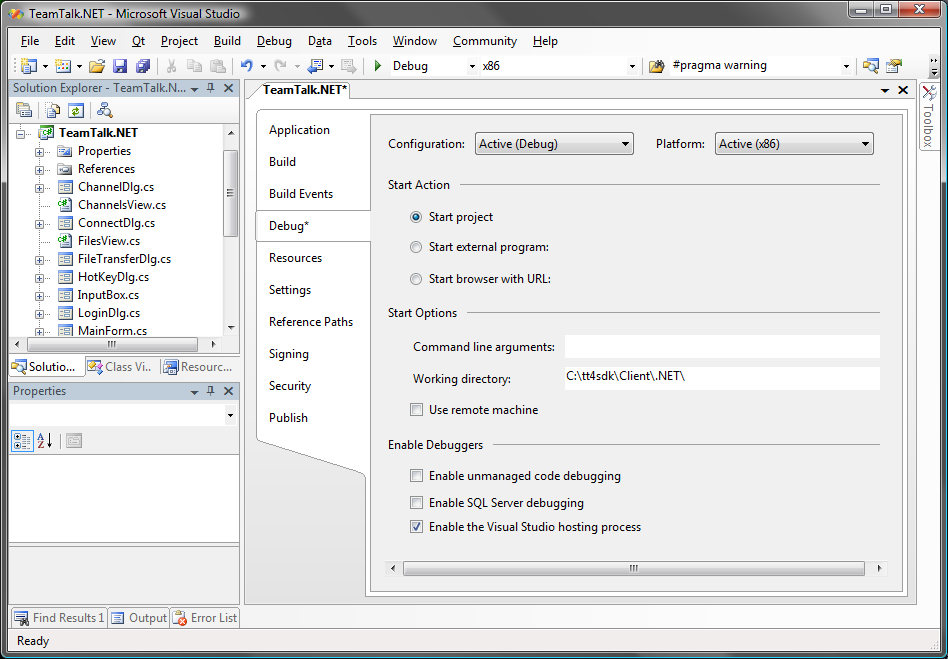 TeamTalk.NET - Microsoft Visual Studio
File Edit View Qt Project Build Debug Data Tools Window Community Help
Debug x86 #pragma warning
Solution Explorer - TeamTalk.N...
TeamTalk.NET
Properties
References
ChannelDlg.cs
ChannelsView.cs
ConnectDlg.cs
FilesView.cs
FileTransferDlg.cs
HotKeyDlg.cs
InputBox.cs
LoginDlg.cs
MainForm.cs
Solutio... Class Vi... Resourc...
Properties
TeamTalk.NET*
Application
Build
Build Events
Debug*
Resources
Settings
Reference Paths
Signing
Security
Publish
Configuration: Active (Debug) Platform: Active (x86)
Start Action
Start project
Start external program:
Start browser with URL:
Start Options
Command line arguments:
Working directory: C:\tt4sdk\Client\.NET\
Use remote machine
Enable Debuggers
Enable unmanaged code debugging
Enable SQL Server debugging
Enable the Visual Studio hosting process
Toolbox
Find Results 1 Output Error List
Ready